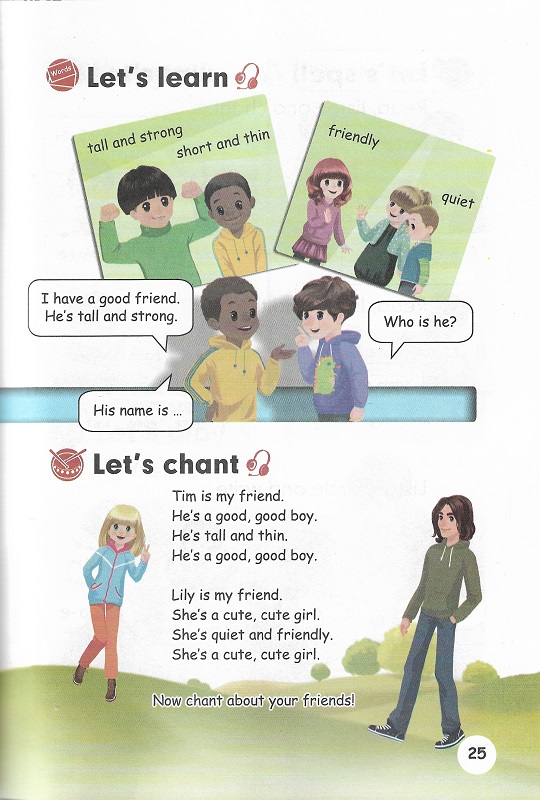 Words
Let's learn
tall and strong
short and thin
friendly
quiet
I have a good friend.
He's tall and strong.
Who is he?
His name is ...
Let's chant
Tim is my friend.
He's a good, good boy.
He's tall and thin.
He's a good, good boy.
Lily is my friend.
She's a cute, cute girl.
She's quiet and friendly.
She's a cute, cute girl.
Now chant about your friends!
25